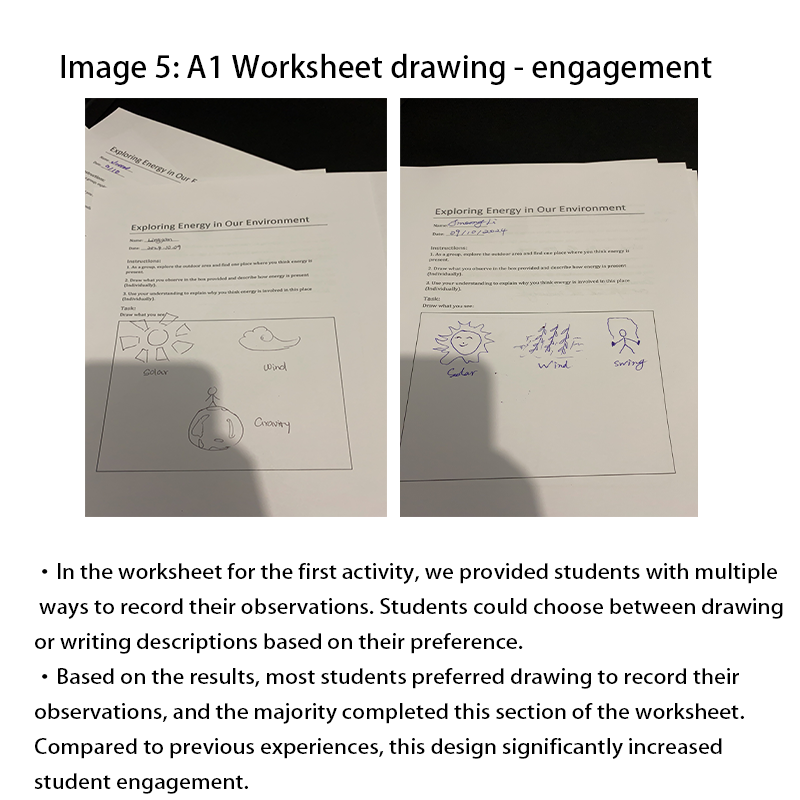 Image 5: A1 Worksheet drawing - engagement
Exploring Energy in Our F
Name:
Date:
Exploring Energy in Our Environment
Name:
Date: 2024.10.09
Instructions:
1. As a group, explore the outdoor area and find one place where you think energy is
present.
2. Draw what you observe in the box provided and describe how energy is present
(Individually).
3. Use your understanding to explain why you think energy is involved in this place
(Individually).
Task:
Draw what you see:
Solar
Wind
Gravity
Exploring Energy in Our Environment
Name:
Date: 09/10/2024
Instructions:
1. As a group, explore the outdoor area and find one place where you think energy is
present.
2. Draw what you observe in the box provided and describe how energy is present
(Individually).
3. Use your understanding to explain why you think energy is involved in this place
(Individually).
Task:
Draw what you see:
Solar
Wind
Swing
・In the worksheet for the first activity, we provided students with multiple
ways to record their observations. Students could choose between drawing
or writing descriptions based on their preference.
・Based on the results, most students preferred drawing to record their
observations, and the majority completed this section of the worksheet.
Compared to previous experiences, this design significantly increased
student engagement.